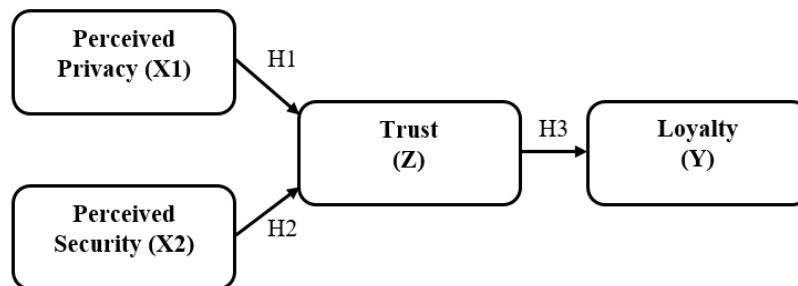 Perceived
Privacy (X1)
H1
Trust
(Z)
H3
Loyalty
(Y)
Perceived
Security (X2)
H2